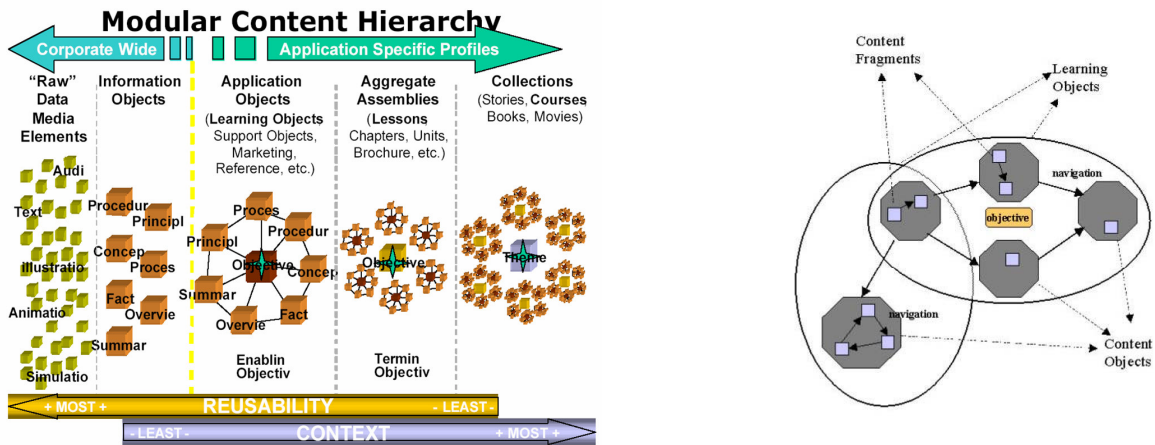 Modular Content Hierarchy
Corporate Wide
Application Specific Profiles
“Raw”
Data
Media
Elements
Information
Objects
Application
Objects
(Learning Objects
Support Objects,
Marketing,
Reference, etc.)
Aggregate
Assemblies
(Lessons
Chapters, Units,
Brochure, etc.)
Collections
(Stories, Courses
Books, Movies)
Audi
Text
illustratio
Animatio
Simulatio
Procedur
Principl
Concep
Proces
Fact
Overvie
Summar
Proces
Procedur
Principl
Objective
Concep
Summar
Fact
Overvie
Enablin
Objectiv
Objective
Termin
Objectiv
Theme
+ MOST +
REUSABILITY
- LEAST -
- LEAST -
CONTEXT
+ MOST +
Content
Fragments
Learning
Objects
navigation
objective
navigation
Content
Objects